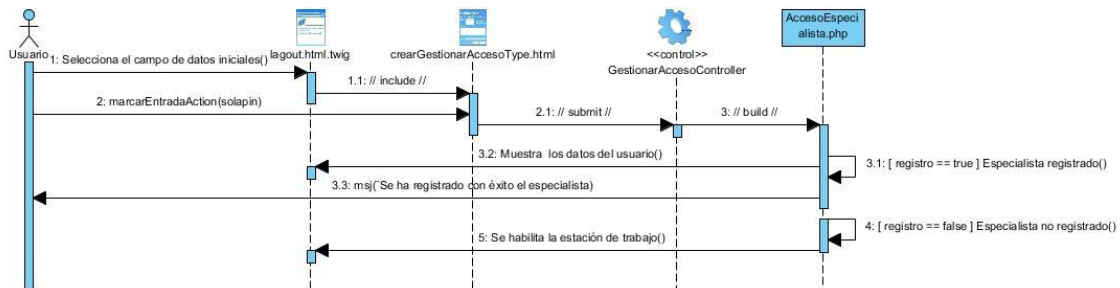 AccesoEspeci
alista.php
Usuario
lagout.html.twig
crearGestionarAccesoType.html
<<control>>
GestionarAccesoController
1: Selecciona el campo de datos iniciales()
1.1: // include //
2: marcarEntradaAction(solapin)
2.1: // submit //
3: // build //
3.2: Muestra los datos del usuario()
3.1: [ registro == true ] Especialista registrado()
3.3: msj(¨Se ha registrado con éxito el especialista)
4: [ registro == false ] Especialista no registrado()
5: Se habilita la estación de trabajo()